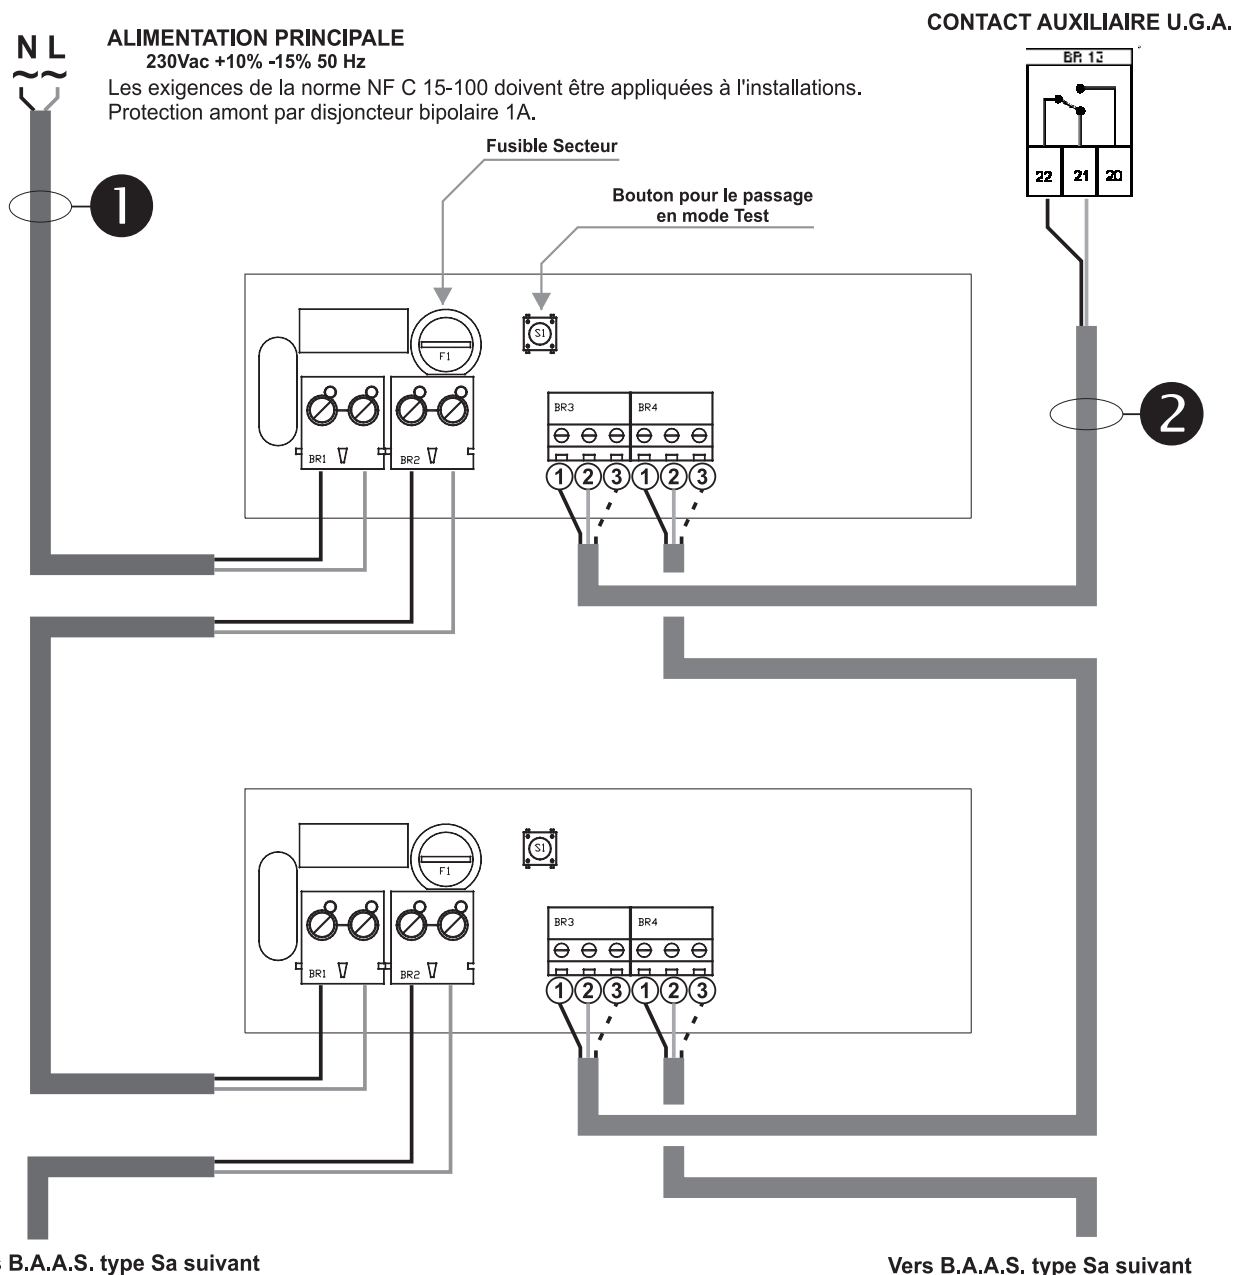 CONTACT AUXILIAIRE U.G.A.
N L
ALIMENTATION PRINCIPALE
230Vac +10% -15% 50 Hz
Les exigences de la norme NF C 15-100 doivent être appliquées à l'installations.
Protection amont par disjoncteur bipolaire 1A.
BR 13
22 21 20
Fusible Secteur
Bouton pour le passage
en mode Test
1
2
F1
S1
BR1 BR2
BR3 BR4
1 2 3 1 2 3
F1
S1
BR1 BR2
BR3 BR4
1 2 3 1 2 3
B.A.A.S. type Sa suivant
Vers B.A.A.S. type Sa suivant